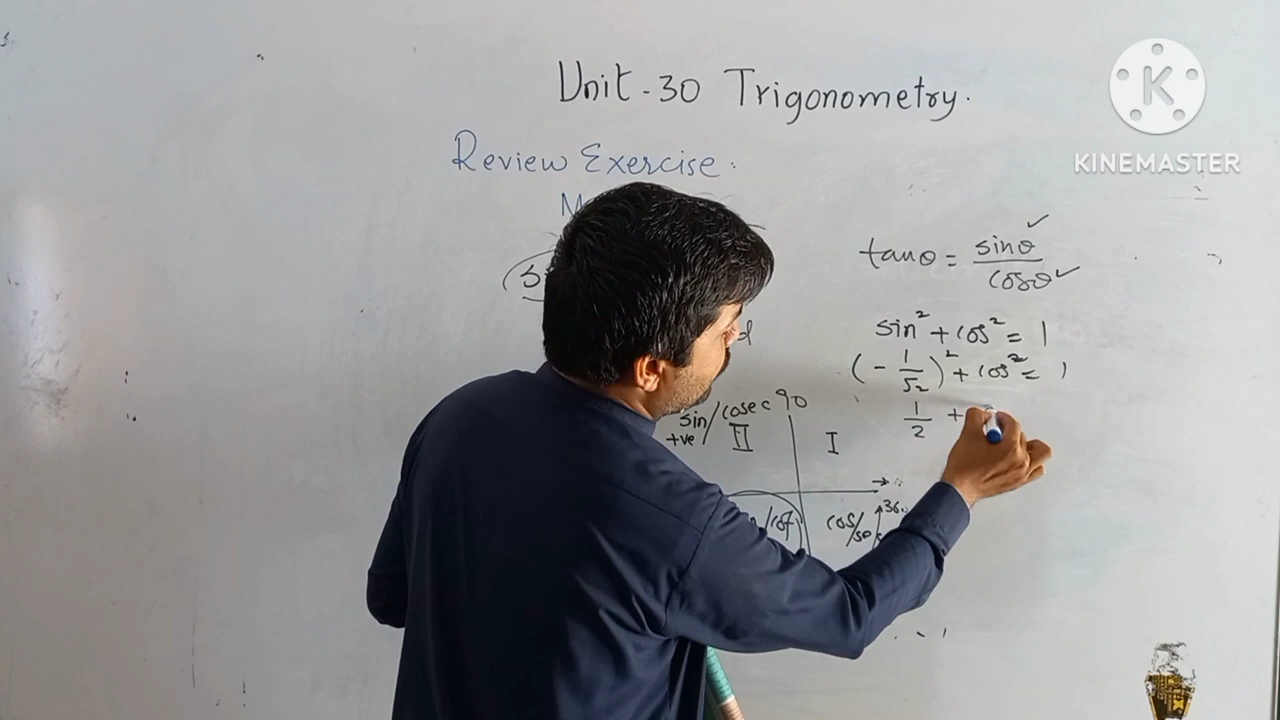 Unit - 30 Trigonometry.
KINEMASTER
Review Exercise.
tanθ = sinθ / cosθ
sin² + cos² = 1
(- 1/√2)² + cos² = 1
1/2 +
sin/cosec 90
+ve II I
360
/cot cos/